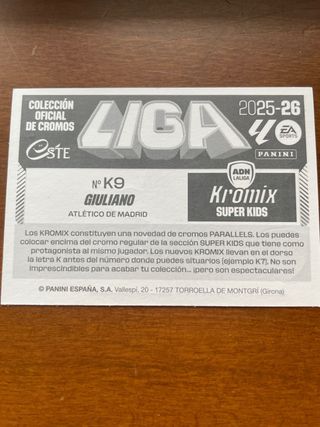 COLECCIÓN
OFICIAL
DE CROMOS
LIGA
2025-26
Este
EA
SPORTS
PANINI
Nº K9
GIULIANO
ATLÉTICO DE MADRID
ADN
LALIGA
Kromix
SUPER KIDS
Los KROMIX constituyen una novedad de cromos PARALLELS. Los puedes
colocar encima del cromo regular de la sección SUPER KIDS que tiene como
protagonista al mismo jugador. Los nuevos KROMIX llevan en el dorso
la letra K antes del número donde puedes situarlos (ejemplo K7). No son
imprescindibles para acabar tu colección... ¡pero son espectaculares!
© PANINI ESPAÑA, S.A. Vallespí, 20 - 17257 TORROELLA DE MONTGRÍ (Girona)